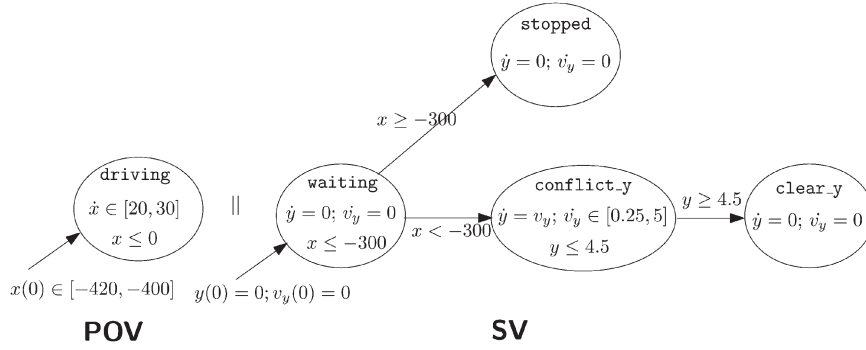 stopped
ẏ = 0; v̇_y = 0
x ≥ −300
driving
ẋ ∈ [20, 30]
x ≤ 0
||
waiting
ẏ = 0; v̇_y = 0
x ≤ −300
x < −300
conflict_y
ẏ = v_y; v̇_y ∈ [0.25, 5]
y ≤ 4.5
y ≥ 4.5
clear_y
ẏ = 0; v̇_y = 0
x(0) ∈ [−420, −400]
y(0) = 0; v_y(0) = 0
POV
SV